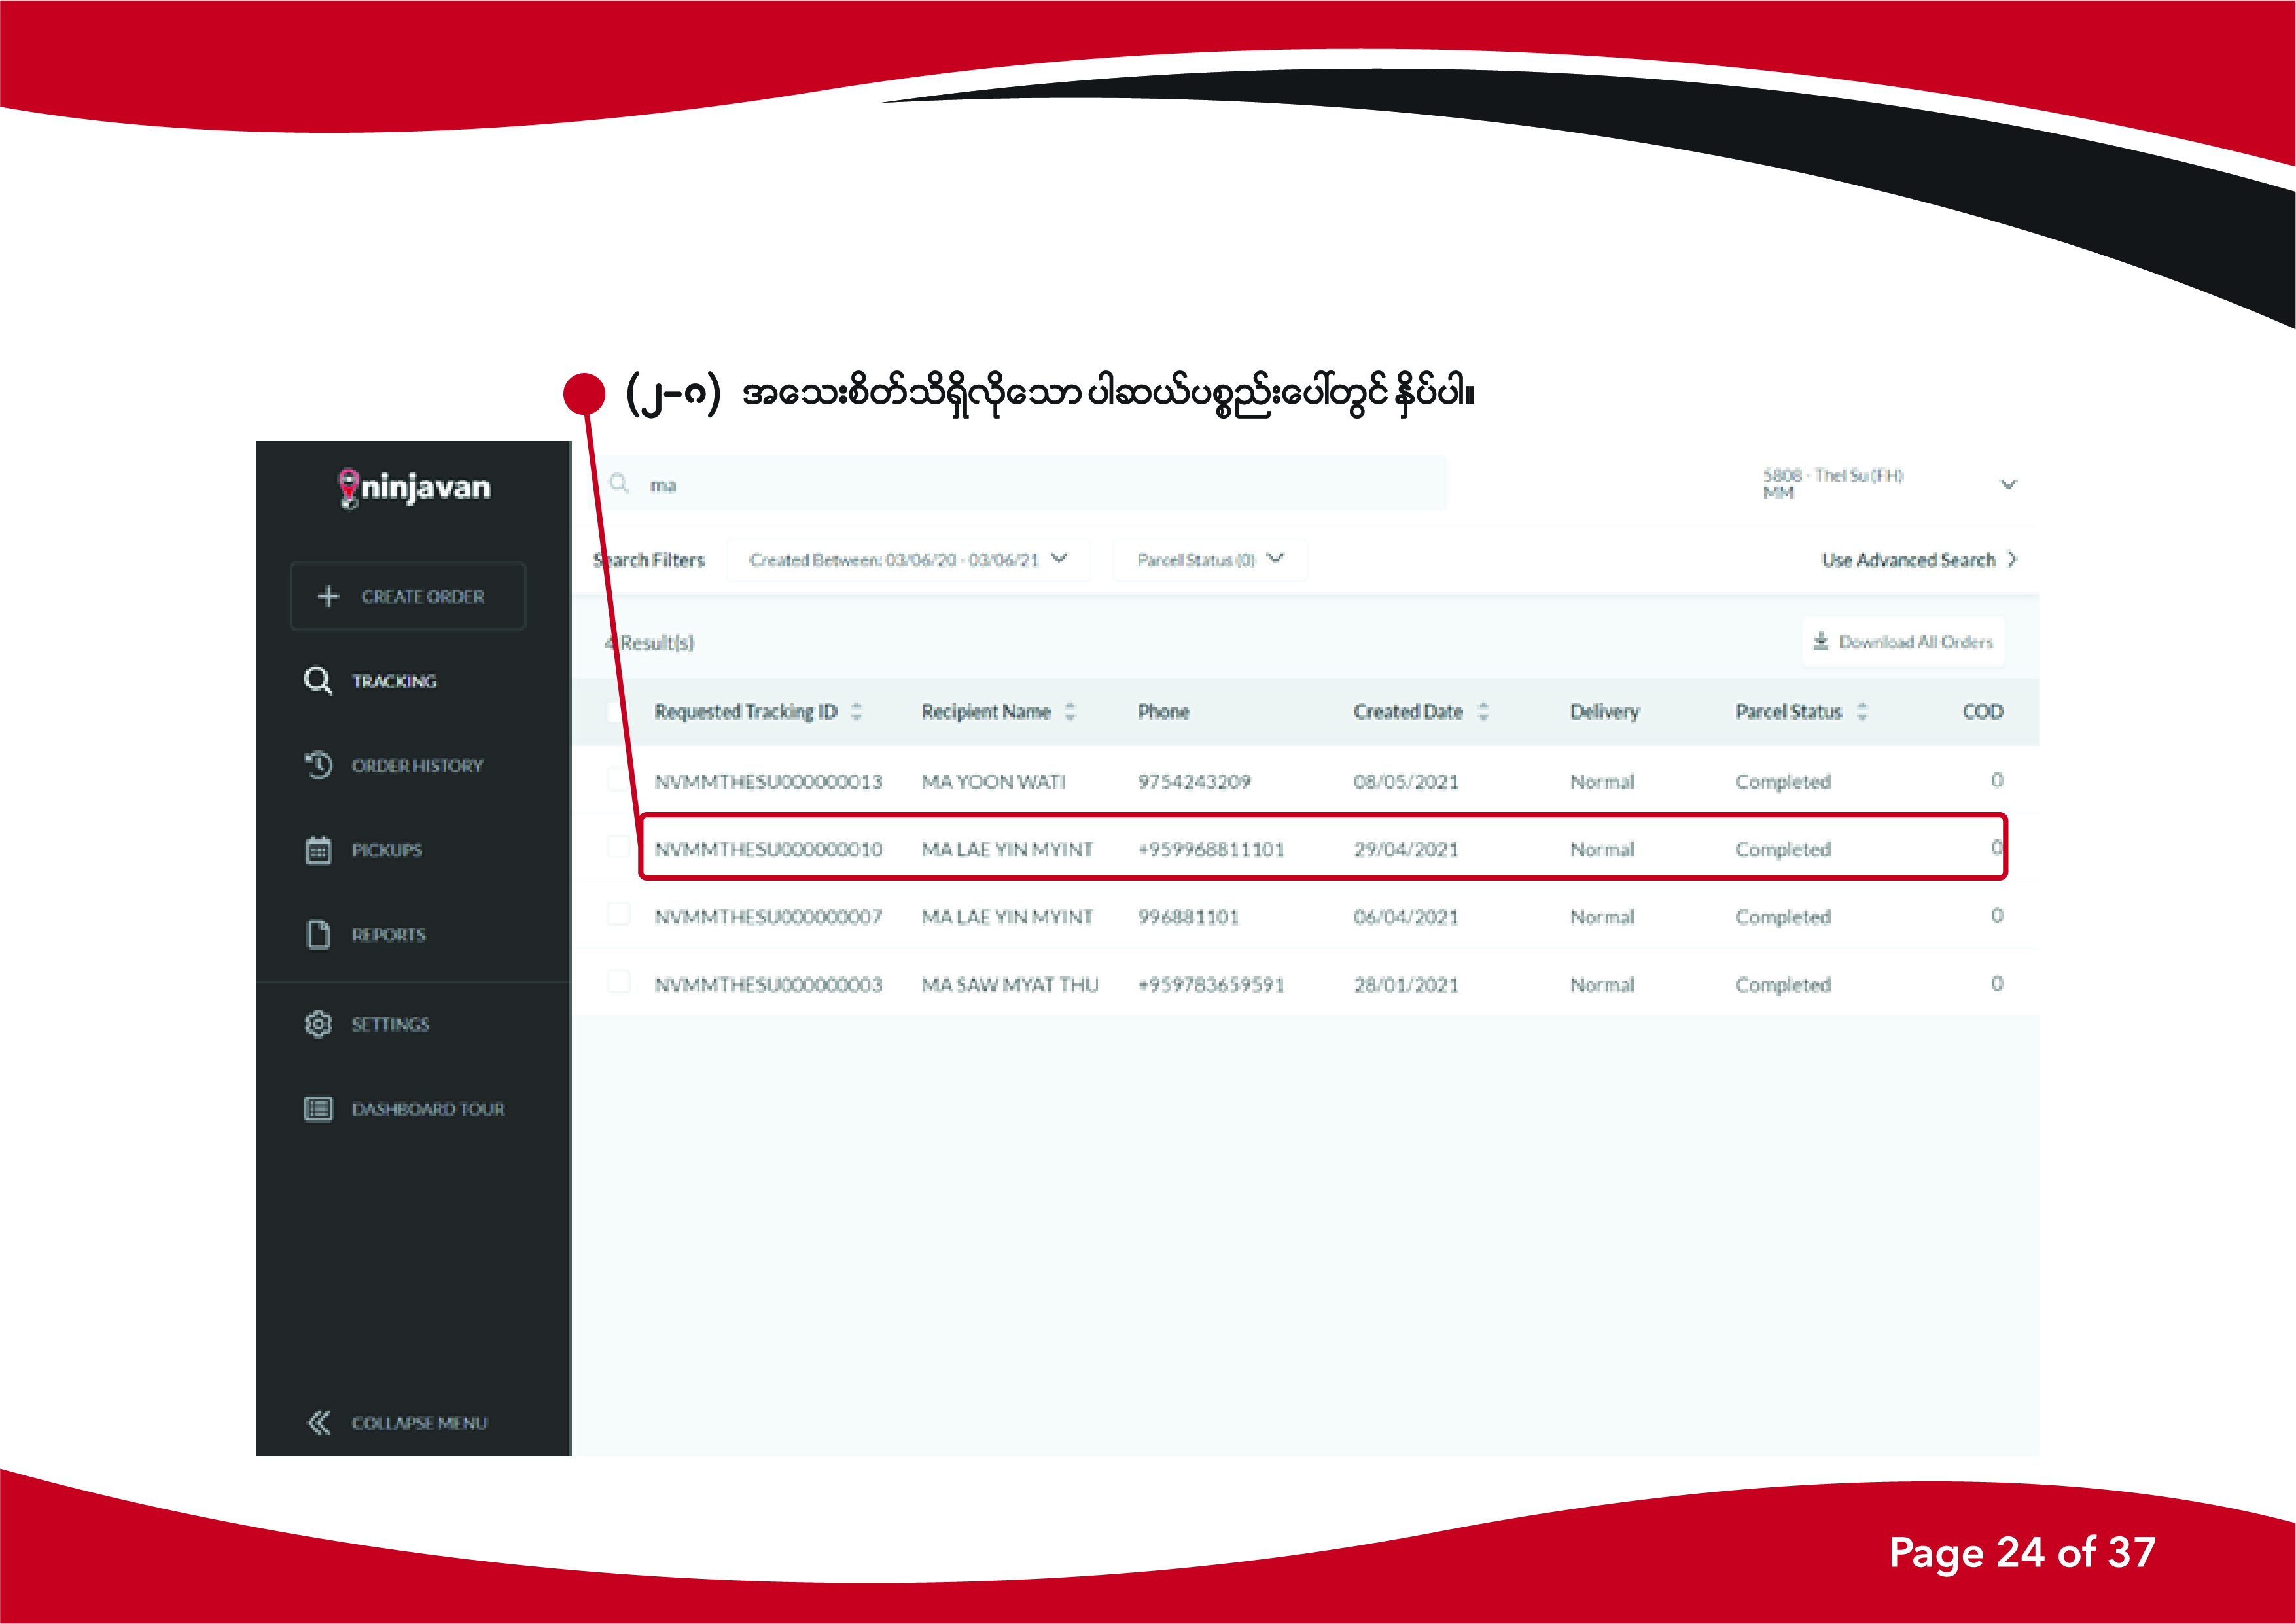 (၂-ဂ) အသေးစိတ်သိရှိလိုသော ပါဆယ်ပစ္စည်းပေါ်တွင် နှိပ်ပါ။
ninjavan
ma
5808 - Thel Su (FH)
MM
Search Filters Created Between: 03/06/20 - 03/06/21 Parcel Status (0) Use Advanced Search
CREATE ORDER
4 Result(s) Download All Orders
TRACKING
Requested Tracking ID Recipient Name Phone Created Date Delivery Parcel Status COD
ORDER HISTORY
NVMMTHESU000000013 MA YOON WATI 9754243209 08/05/2021 Normal Completed 0
PICKUPS
NVMMTHESU000000010 MA LAE YIN MYINT +959968811101 29/04/2021 Normal Completed 0
REPORTS
NVMMTHESU000000007 MA LAE YIN MYINT 996881101 06/04/2021 Normal Completed 0
NVMMTHESU000000003 MA SAW MYAT THU +959783659591 28/01/2021 Normal Completed 0
SETTINGS
DASHBOARD TOUR
COLLAPSE MENU
Page 24 of 37